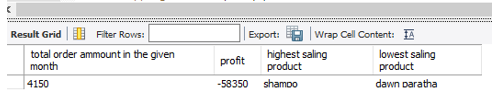 Result Grid Filter Rows: Export: Wrap Cell Content:
total order ammount in the given month profit highest saling product lowest saling product
4150 -58350 shampo dawn paratha